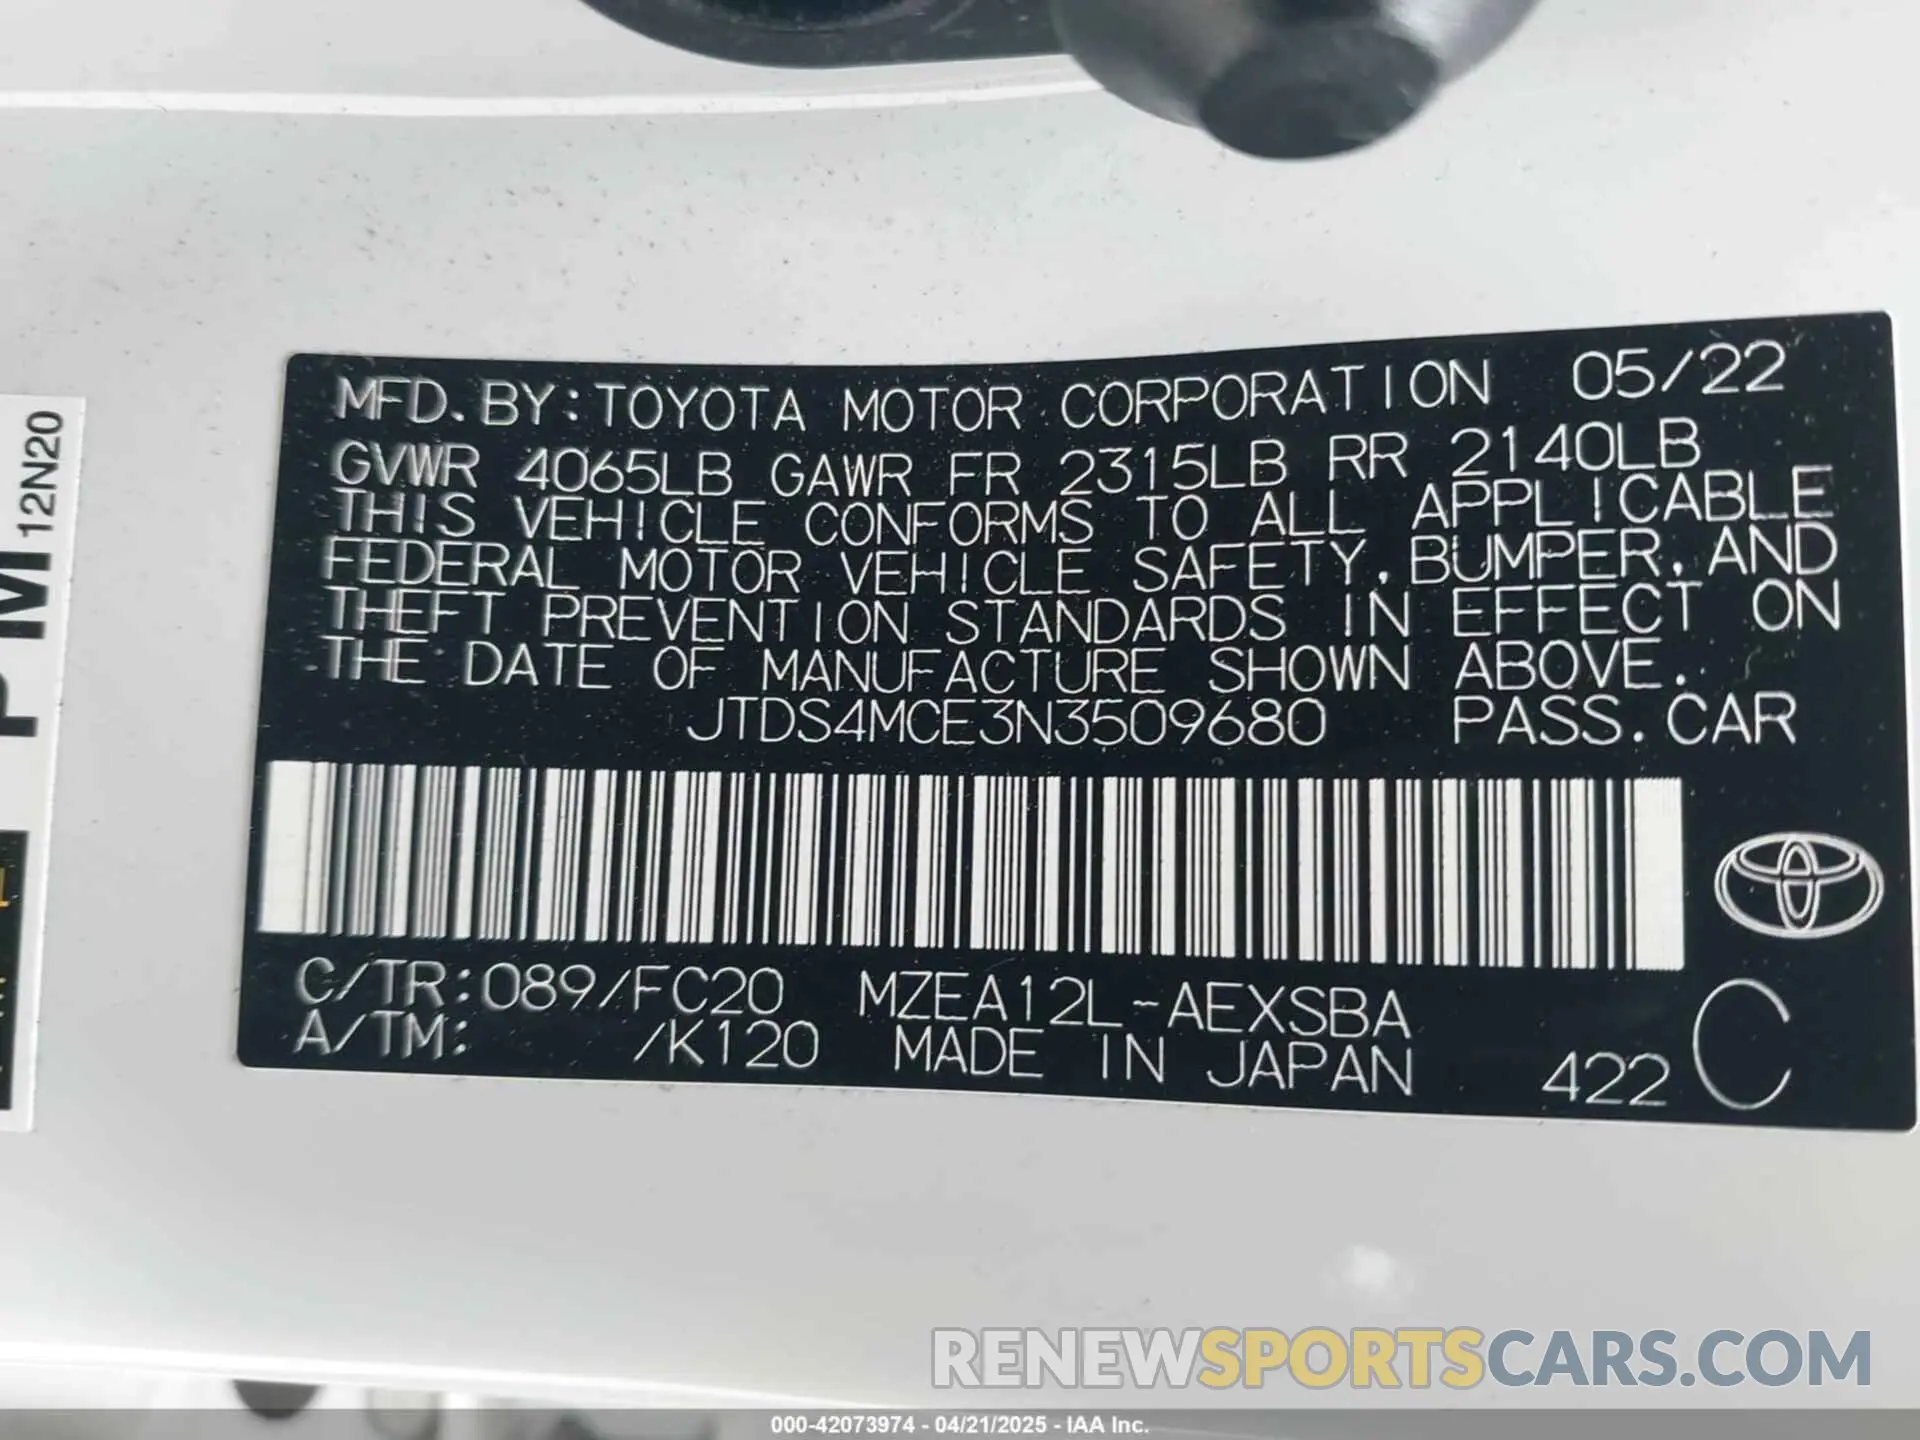 MFD. BY: TOYOTA MOTOR CORPORATION 05/22
GVWR 4065LB GAWR FR 2315LB RR 2140LB
THIS VEHICLE CONFORMS TO ALL APPLICABLE
FEDERAL MOTOR VEHICLE SAFETY, BUMPER, AND
THEFT PREVENTION STANDARDS IN EFFECT ON
THE DATE OF MANUFACTURE SHOWN ABOVE.
JTDS4MCE3N3509680 PASS. CAR
C/TR: 089/FC20 MZEA12L-AEXSBA
A/TM: /K120 MADE IN JAPAN 422 C
12N20
PM
RENEWSPORTSCARS.COM
000-42073974 - 04/21/2025 - IAA Inc.